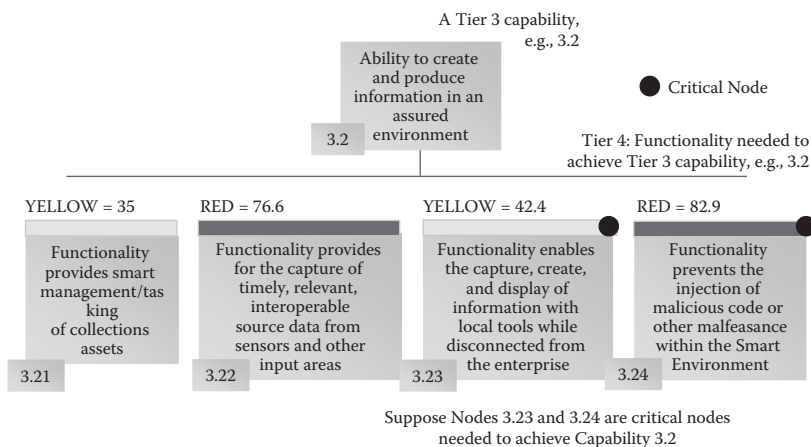 A Tier 3 capability,
e.g., 3.2
Ability to create
and produce
information in an
assured
environment
3.2
Critical Node
Tier 4: Functionality needed to
achieve Tier 3 capability, e.g., 3.2
YELLOW = 35
Functionality
provides smart
management/tas
king
of collections
assets
3.21
RED = 76.6
Functionality provides
for the capture of
timely, relevant,
interoperable
source data from
sensors and other
input areas
3.22
YELLOW = 42.4
Functionality enables
the capture, create,
and display of
information with
local tools while
disconnected from
the enterprise
3.23
RED = 82.9
Functionality
prevents the
injection of
malicious code or
other malfeasance
within the Smart
Environment
3.24
Suppose Nodes 3.23 and 3.24 are critical nodes
needed to achieve Capability 3.2